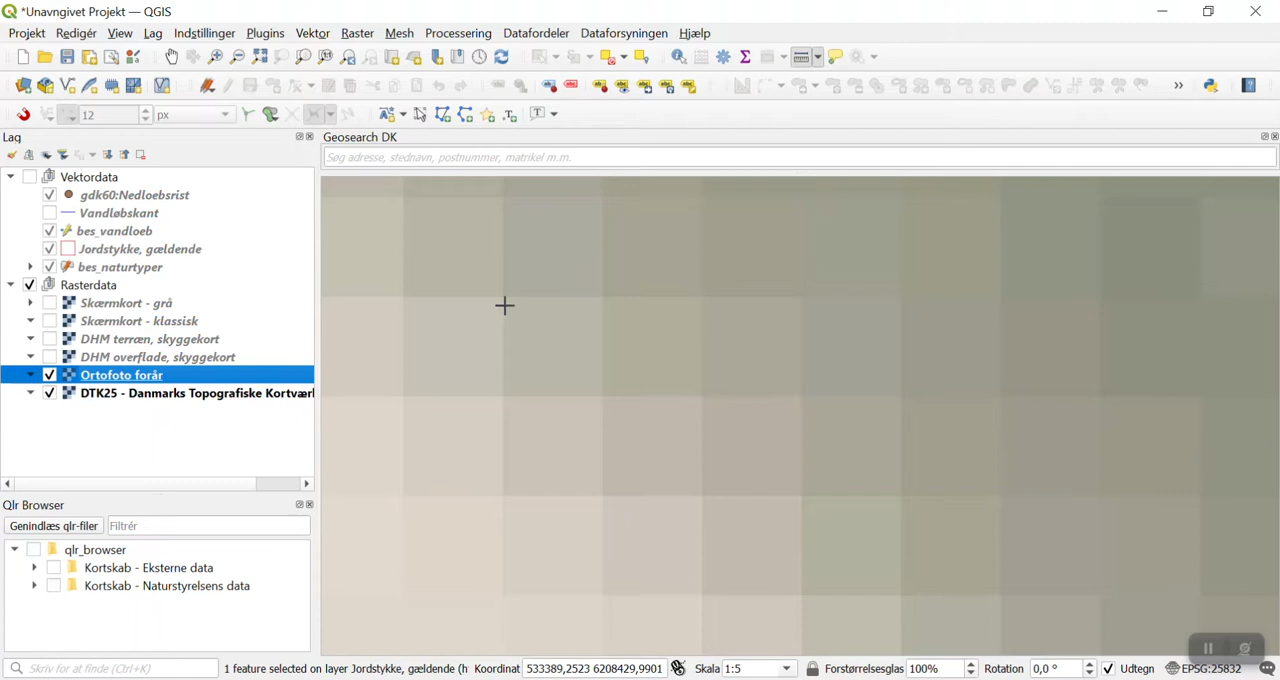 *Unavngivet Projekt — QGIS
Projekt Redigér View Lag Indstillinger Plugins Vektor Raster Mesh Processering Datafordeler Dataforsyningen Hjælp
12 px
Lag
Geosearch DK
Søg adresse, stednavn, postnummer, matrikel m.m.
Vektordata
gdk60:Nedloebsrist
Vandløbskant
bes_vandloeb
Jordstykke, gældende
bes_naturtyper
Rasterdata
Skærmkort - grå
Skærmkort - klassisk
DHM terræn, skyggekort
DHM overflade, skyggekort
Ortofoto forår
DTK25 - Danmarks Topografiske Kortværk
Qlr Browser
Genindlæs qlr-filer Filtrér
qlr_browser
Kortskab - Eksterne data
Kortskab - Naturstyrelsens data
Skriv for at finde (Ctrl+K) 1 feature selected on layer Jordstykke, gældende (h Koordinat 533389,2523 6208429,9901 Skala 1:5 Forstørrelsesglas 100% Rotation 0,0 ° Udtegn EPSG:25832